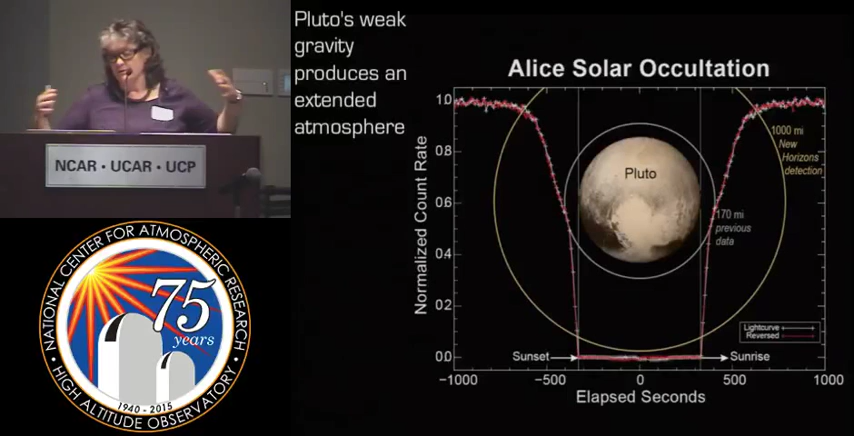 NCAR • UCAR • UCP
NATIONAL CENTER FOR ATMOSPHERIC RESEARCH
75
years
1940 - 2015
HIGH ALTITUDE OBSERVATORY
Pluto's weak
gravity
produces an
extended
atmosphere
Alice Solar Occultation
Normalized Count Rate
1.0
0.8
0.6
0.4
0.2
0.0
Pluto
1000 mi
New
Horizons
detection
170 mi
previous
data
Lightcurve
Reversed
Sunset
Sunrise
−1000
−500
0
500
1000
Elapsed Seconds